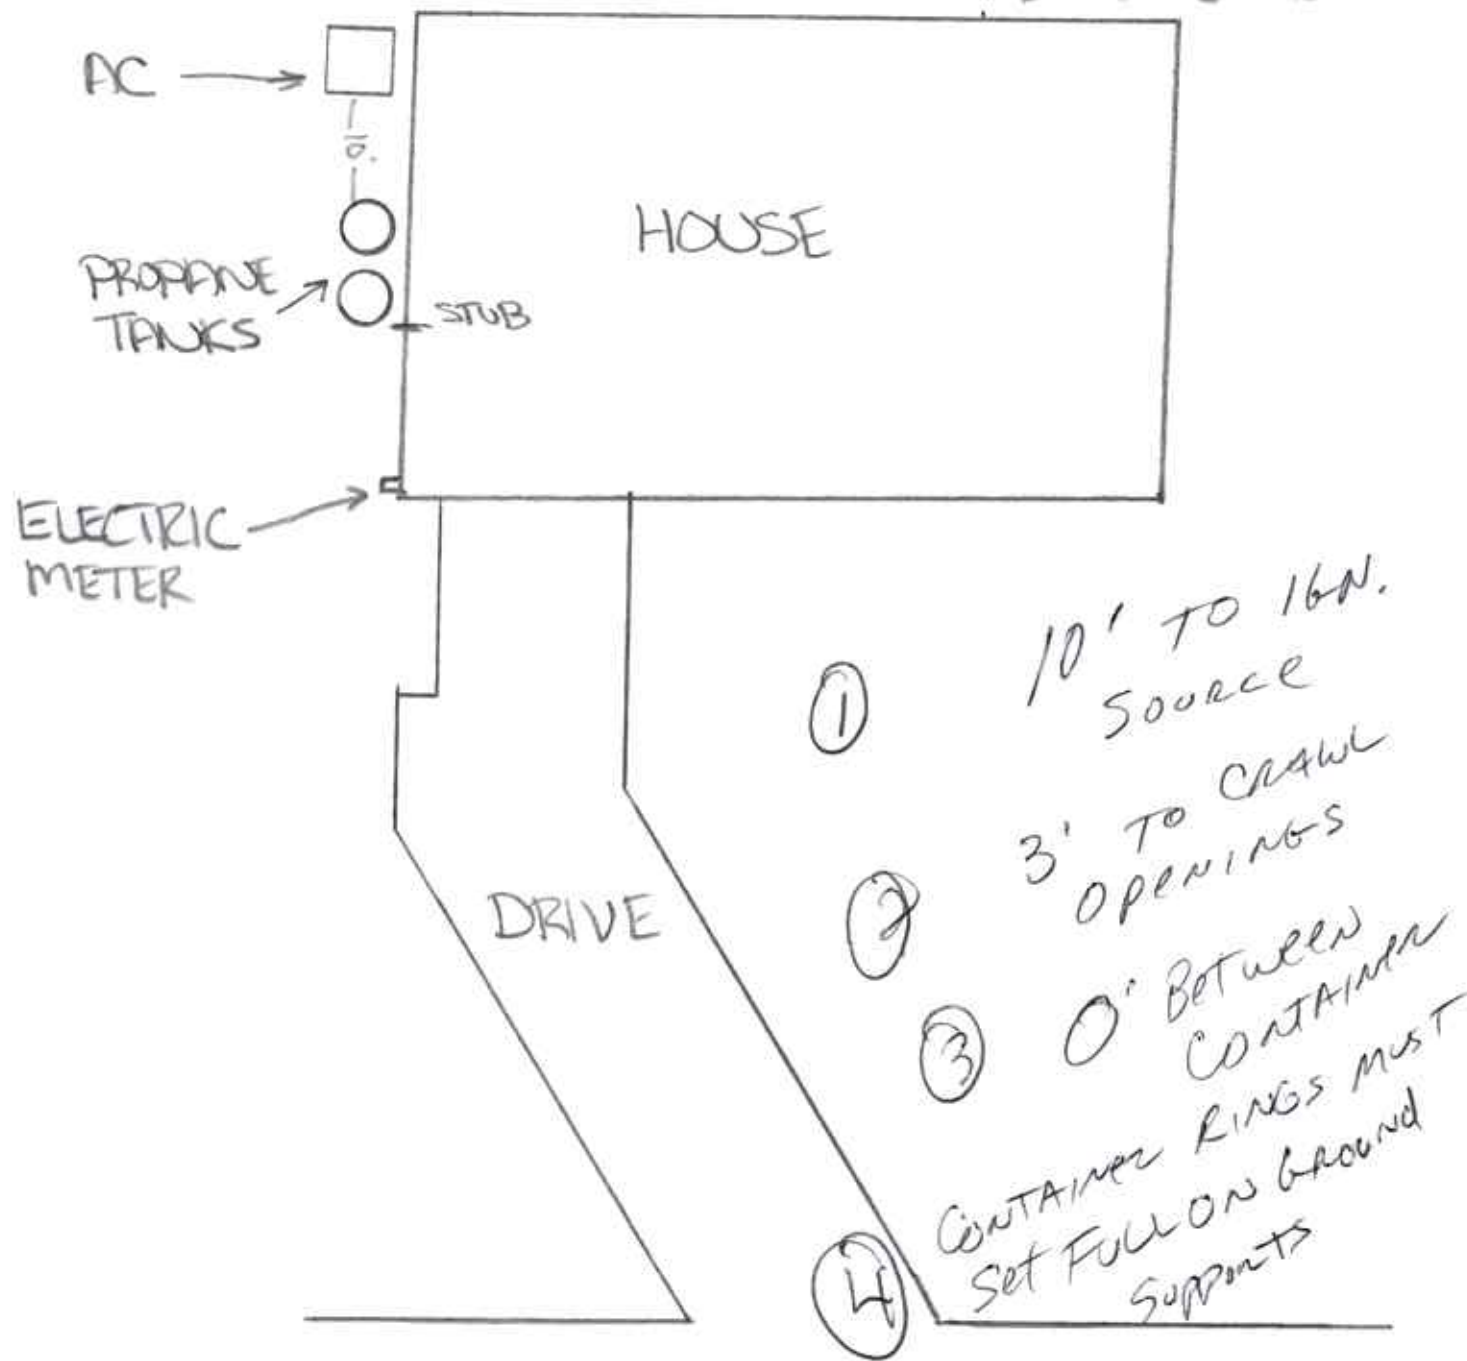 AC
10'
HOUSE
PROPANE
TANKS
STUB
ELECTRIC
METER
DRIVE
1
10' TO IGN.
SOURCE
2
3' TO CRAWL
OPENINGS
3
0' BETWEEN
CONTAINER
4
CONTAINER RINGS MUST
Set FULL ON GROUND
SUPPORTS